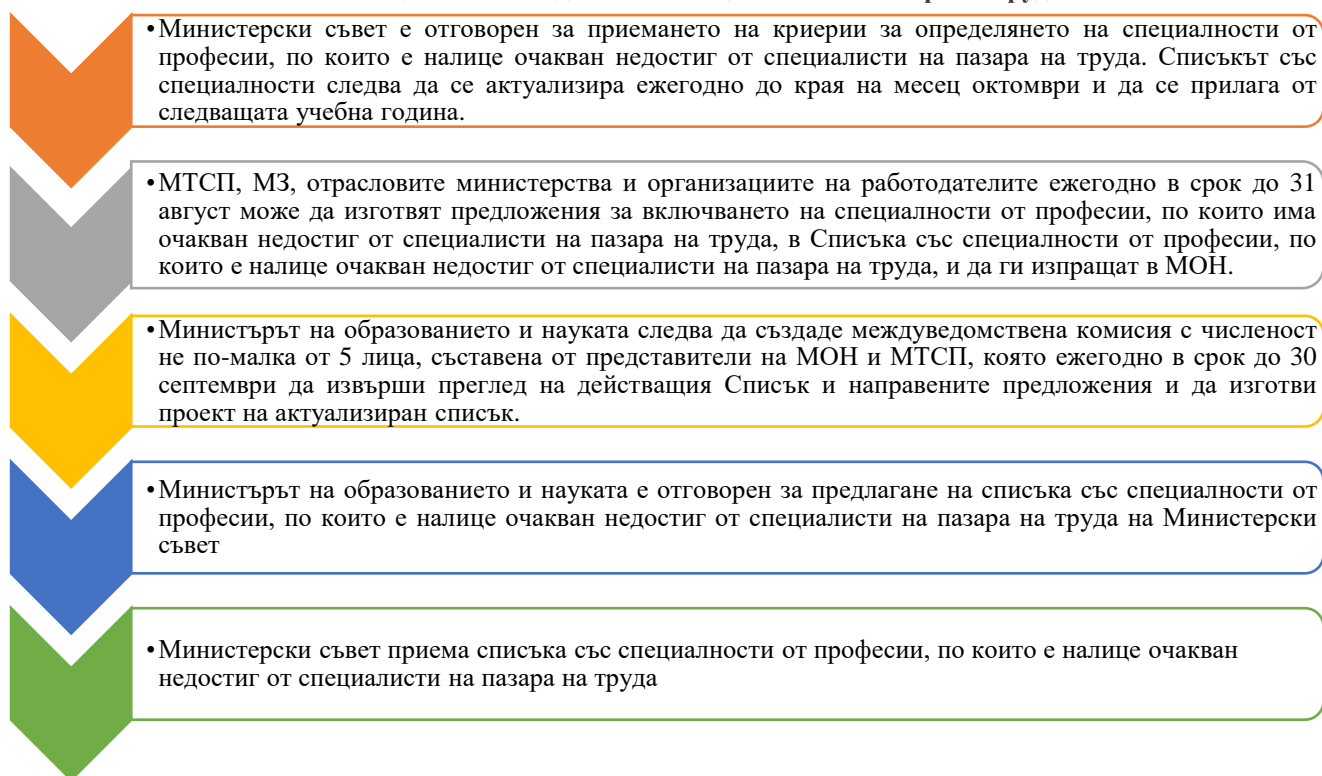 •Министерски съвет е отговорен за приемането на криерии за определянето на специалности от
професии, по които е налице очакван недостиг от специалисти на пазара на труда. Списъкът със
специалности следва да се актуализира ежегодно до края на месец октомври и да се прилага от
следващата учебна година.
•МТСП, МЗ, отрасловите министерства и организациите на работодателите ежегодно в срок до 31
август може да изготвят предложения за включването на специалности от професии, по които има
очакван недостиг от специалисти на пазара на труда, в Списъка със специалности от професии, по
които е налице очакван недостиг от специалисти на пазара на труда, и да ги изпращат в МОН.
•Министърът на образованието и науката следва да създаде междуведомствена комисия с численост
не по-малка от 5 лица, съставена от представители на МОН и МТСП, която ежегодно в срок до 30
септември да извърши преглед на действащия Списък и направените предложения и да изготви
проект на актуализиран списък.
•Министърът на образованието и науката е отговорен за предлагане на списъка със специалности от
професии, по които е налице очакван недостиг от специалисти на пазара на труда на Министерски
съвет
•Министерски съвет приема списъка със специалности от професии, по които е налице очакван
недостиг от специалисти на пазара на труда